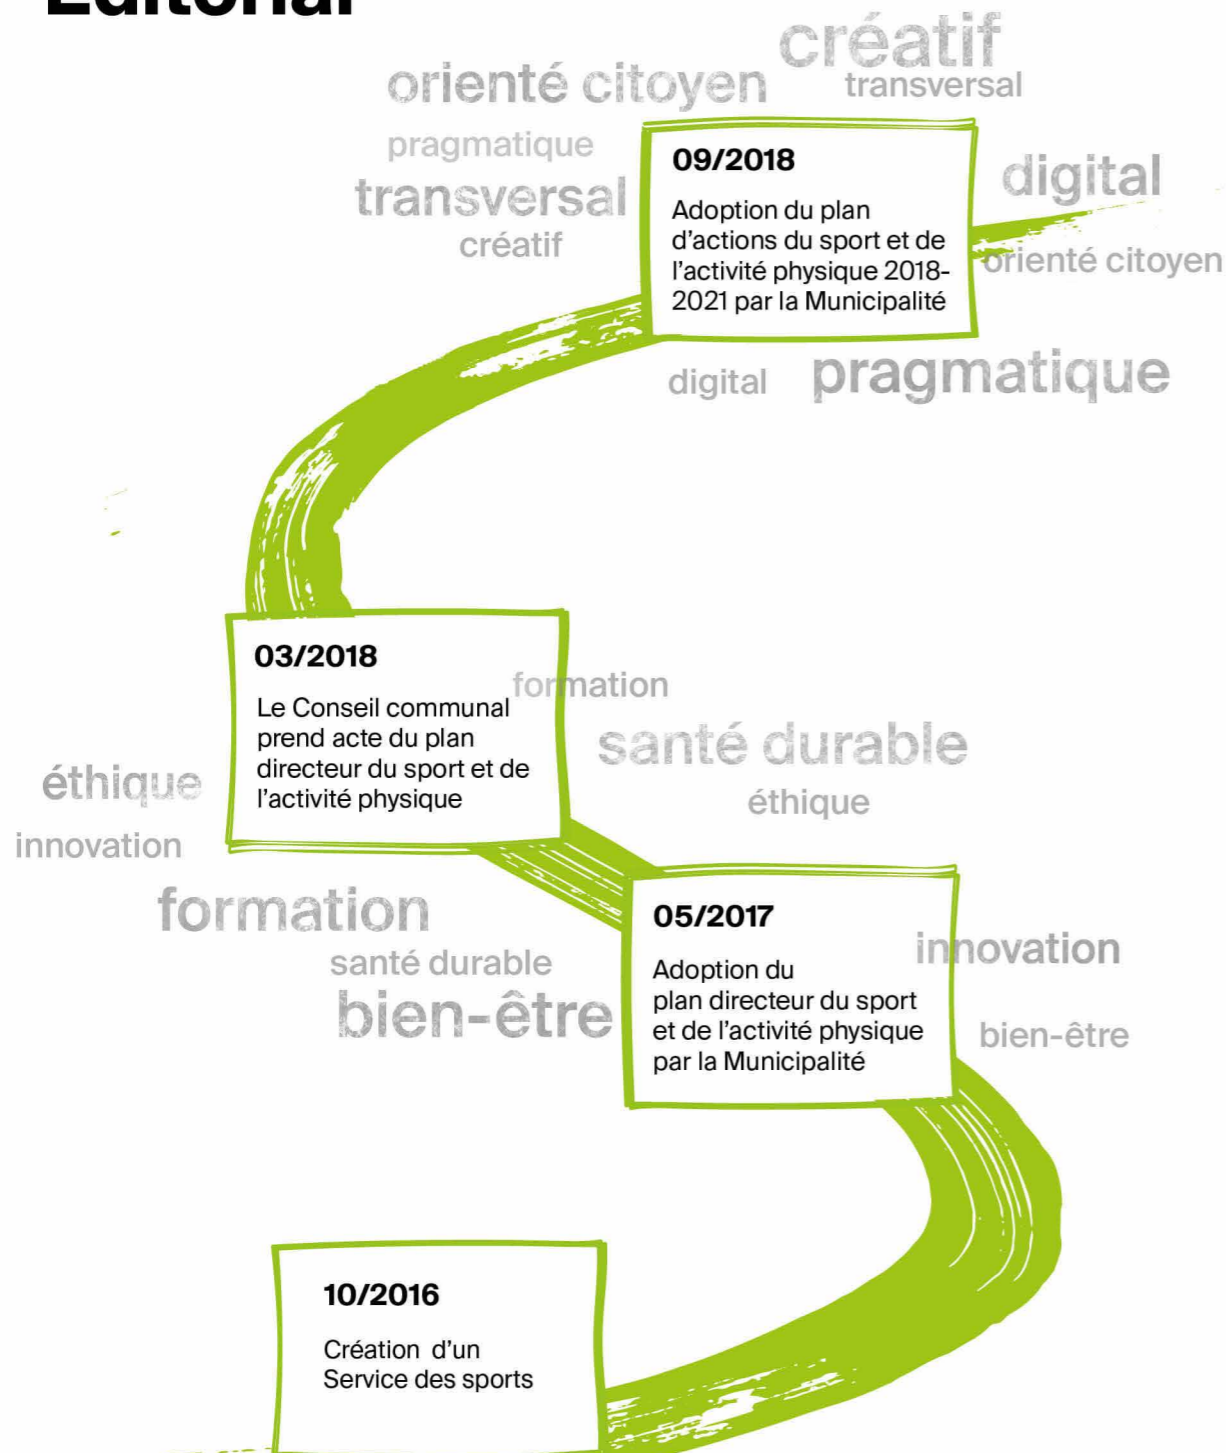 Editorial
créatif
orienté citoyen
transversal
pragmatique
09/2018
digital
transversal
Adoption du plan
d'actions du sport et de
l'activité physique 2018-
2021 par la Municipalité
créatif
orienté citoyen
digital
pragmatique
03/2018
formation
Le Conseil communal
prend acte du plan
directeur du sport et de
l'activité physique
santé durable
éthique
éthique
innovation
formation
05/2017
innovation
santé durable
bien-être
Adoption du
plan directeur du sport
et de l'activité physique
par la Municipalité
bien-être
10/2016
Création d'un
Service des sports